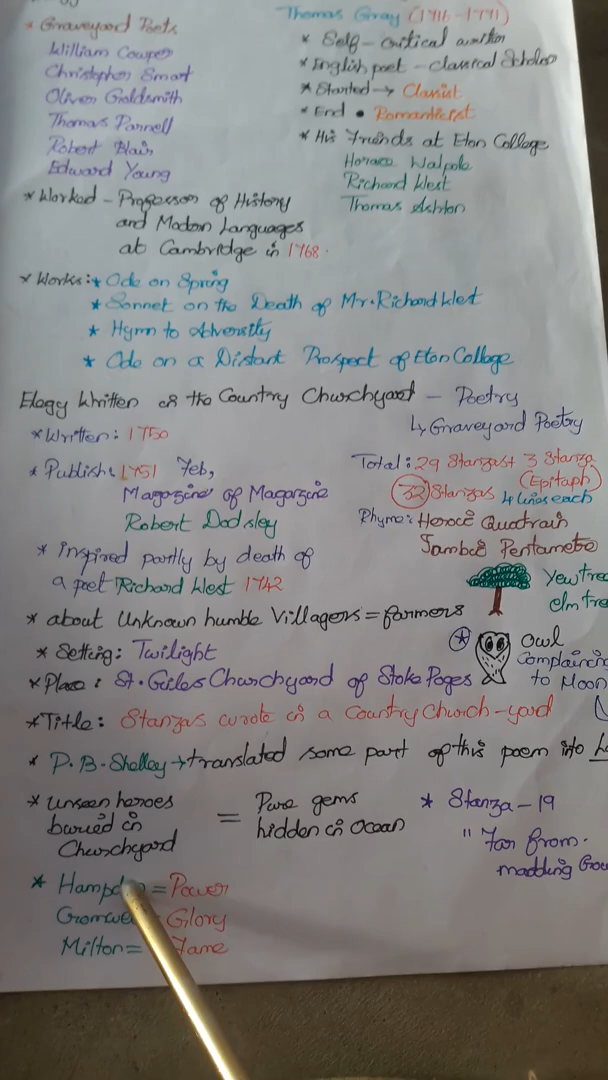 * Graveyard Poets
William Cowper
Christopher Smart
Oliver Goldsmith
Thomas Parnell
Robert Blair
Edward Young
Thomas Gray (1716-1771)
* Self-critical writer
* English poet - Classical Scholar
* Started → Classist
* End • Romanticist
* His Friends at Eton College
Horace Walpole
Richard West
Thomas Ashton
* Worked - Professor of History
and Modern Languages
at Cambridge in 1768.
* Works: * Ode on Spring
* Sonnet on the Death of Mr. Richard West
* Hymn to Adversity
* Ode on a Distant Prospect of Eton College
Elegy Written in the Country Churchyard - Poetry
↳ Graveyard Poetry
* Written: 1750
* Publish: 1751 Feb,
Magazine of Magazine
Robert Dodsley
Total: 29 Stanzas + 3 Stanza
(Epitaph)
32 Stanzas 4 lines each
Rhyme: Heroic Quatrain
Iambic Pentamete
* inspired partly by death of
a poet Richard West 1742
Yew tree
elm tre
* about Unknown humble Villagers = farmers
* Setting: Twilight
* Place: St. Giles Churchyard of Stoke Poges
* Owl
Complaining
to Moon
* Title: Stanzas wrote in a Country Church-yard
* P. B. Shelley → translated some part of this poem into
* unseen heroes
buried in
Churchyard
= Pure gems
hidden in Ocean
* Stanza - 19
" Far from
madding Crow
* Hampd = Power
Cromwe = Glory
Milton = Fame